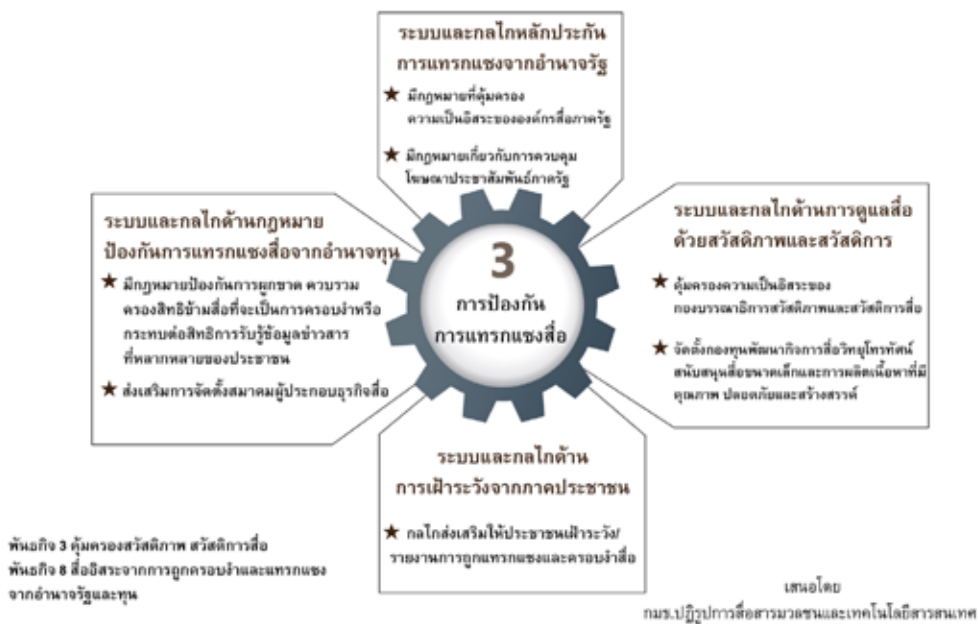 ระบบและกลไกหลักประกัน
การแทรกแซงจากอำนาจรัฐ
★ มีกฎหมายที่คุ้มครอง
ความเป็นอิสระขององค์กรสื่อภาครัฐ
★ มีกฎหมายเกี่ยวกับการควบคุม
โฆษณาประชาสัมพันธ์ภาครัฐ
ระบบและกลไกด้านกฎหมาย
ป้องกันการแทรกแซงสื่อจากอำนาจทุน
★ มีกฎหมายป้องกันการผูกขาด ควบรวม
ครองสิทธิข้ามสื่อที่จะเป็นการครอบงำหรือ
กระทบต่อสิทธิการรับรู้ข้อมูลข่าวสาร
ที่หลากหลายของประชาชน
★ ส่งเสริมการจัดตั้งสมาคมผู้ประกอบธุรกิจสื่อ
3
การป้องกัน
การแทรกแซงสื่อ
ระบบและกลไกด้านการดูแลสื่อ
ด้วยสวัสดิภาพและสวัสดิการ
★ คุ้มครองความเป็นอิสระของ
กองบรรณาธิการสวัสดิภาพและสวัสดิการสื่อ
★ จัดตั้งกองทุนพัฒนากิจการสื่อวิทยุโทรทัศน์
สนับสนุนสื่อขนาดเล็กและการผลิตเนื้อหาที่มี
คุณภาพ ปลอดภัยและสร้างสรรค์
ระบบและกลไกด้าน
การเฝ้าระวังจากภาคประชาชน
★ กลไกส่งเสริมให้ประชาชนเฝ้าระวัง/
รายงานการถูกแทรกแซงและครอบงำสื่อ
พันธกิจ 3 คุ้มครองสวัสดิภาพ สวัสดิการสื่อ
พันธกิจ 8 สื่ออิสระจากการถูกครอบงำและแทรกแซง
จากอำนาจรัฐและทุน
เสนอโดย
กมธ.ปฏิรูปการสื่อสารมวลชนและเทคโนโลยีสารสนเทศ